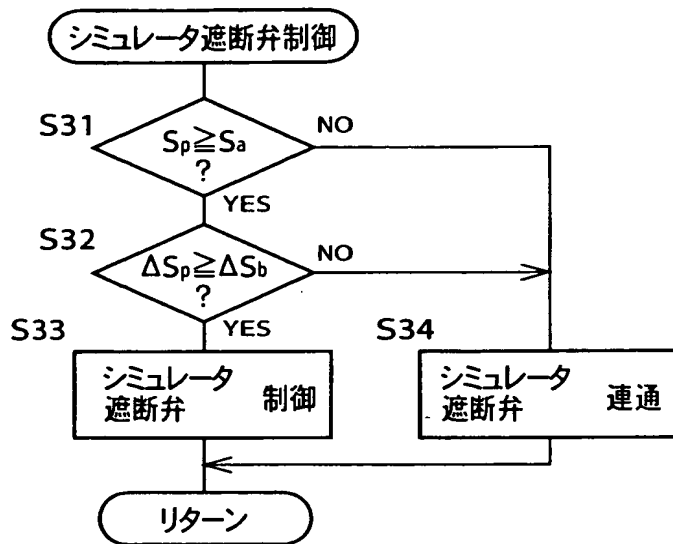 シミュレータ遮断弁制御
S31
Sp≧Sa
?
NO
YES
S32
ΔSp≧ΔSb
?
NO
YES
S33
シミュレータ
遮断弁 制御
S34
シミュレータ
遮断弁 連通
リターン